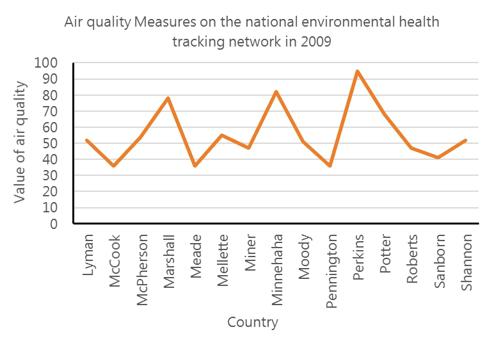 Air quality Measures on the national environmental health
tracking network in 2009
Value of air quality
100
90
80
70
60
50
40
30
20
10
0
Lyman
McCook
McPherson
Marshall
Meade
Mellette
Miner
Minnehaha
Moody
Pennington
Perkins
Potter
Roberts
Sanborn
Shannon
Country